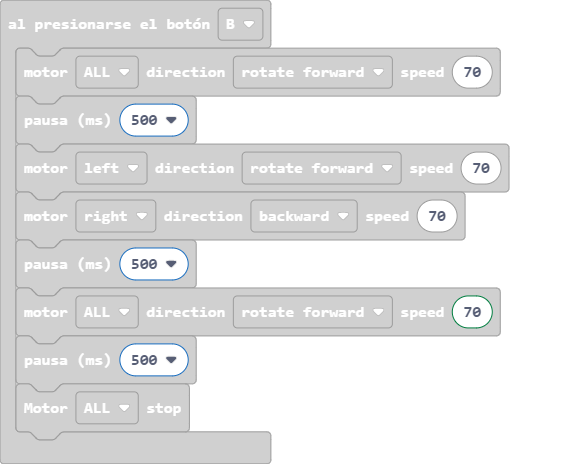 al presionarse el botón B
motor ALL direction rotate forward speed 70
pausa (ms) 500
motor left direction rotate forward speed 70
motor right direction backward speed 70
pausa (ms) 500
motor ALL direction rotate forward speed 70
pausa (ms) 500
Motor ALL stop